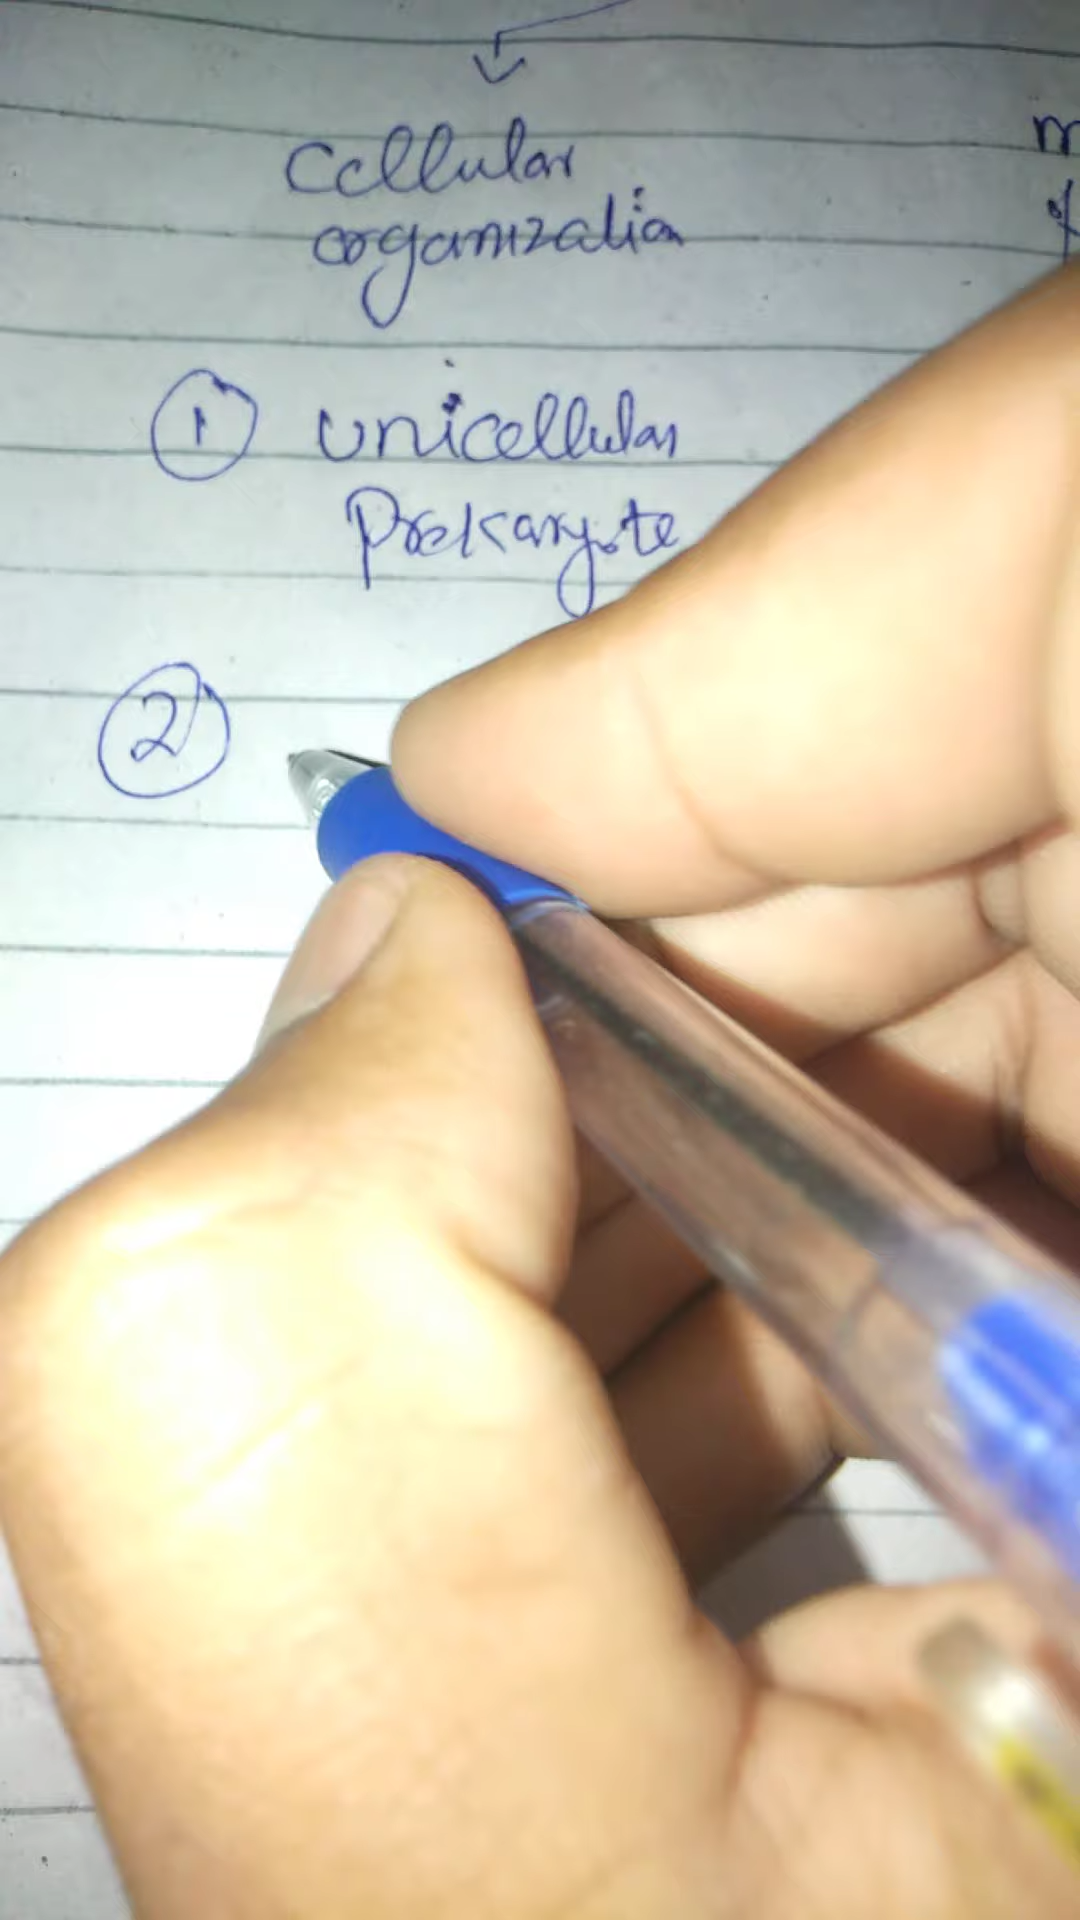 Cellular
organization
① Unicellular
Prokaryote
②